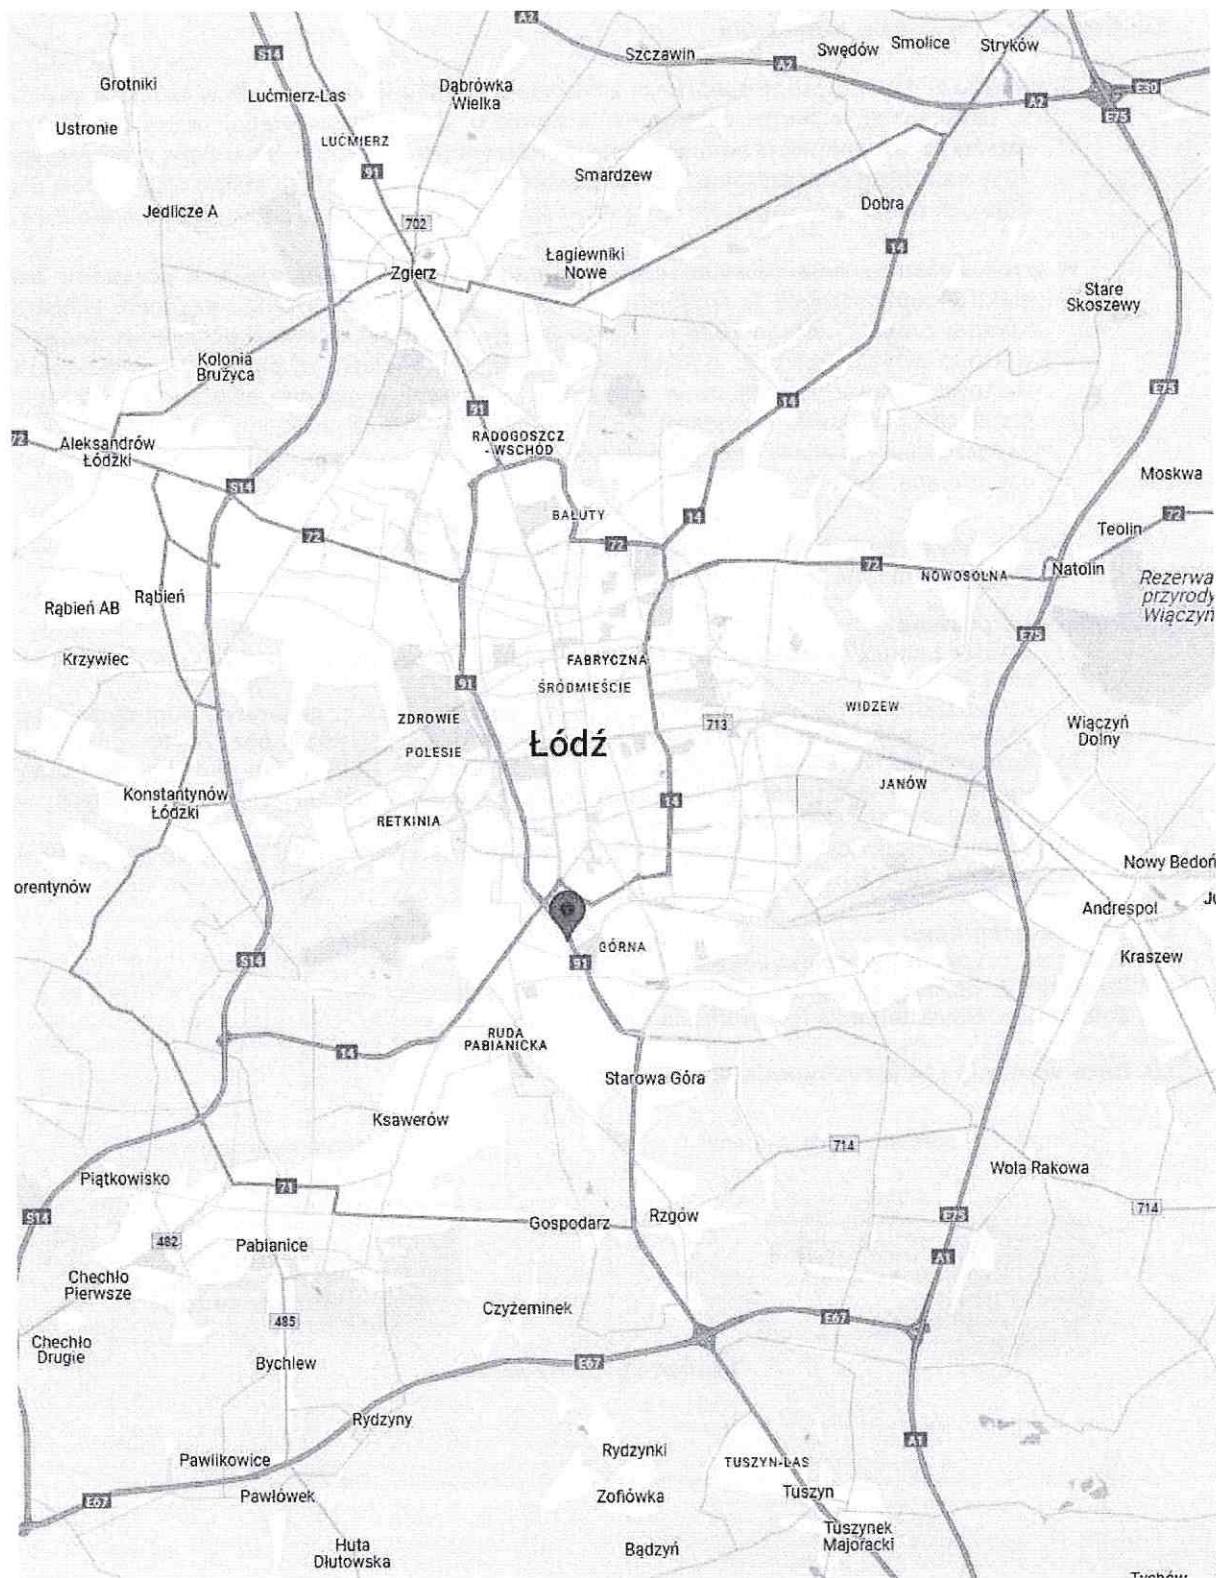 A2
S14
Szczawin
Swędów
Smolice
Stryków
A2
Grotniki
Lućmierz-Las
Dąbrówka
Wielka
E30
A2
E75
Ustronie
LUĆMIERZ
91
Smardzew
Jedlicze A
702
Dobra
14
Łagiewniki
Nowe
Zgierz
Stare
Skoszewy
Kolonia
Brużyca
E75
91
14
72
Aleksandrów
Łódzki
RADOGOSZCZ
-WSCHÓD
Moskwa
S14
BAŁUTY
14
72
Teolin
72
72
72
NOWOSOLNA
Natolin
Rezerwa
przyrody
Wiączyń
Rąbień AB
Rąbień
E75
Krzywiec
FABRYCZNA
ŚRÓDMIEŚCIE
91
ZDROWIE
713
WIDZEW
Wiączyń
Dolny
POLESIE
Łódź
JANÓW
Konstantynów
Łódzki
14
RETKINIA
Nowy Bedoń
orentynów
Andrespol
GÓRNA
S14
91
Kraszew
RUDA
PABIANICKA
14
Starowa Góra
Ksawerów
714
Wola Rakowa
Piątkowisko
71
714
S14
Gospodarz
Rzgów
E75
482
Pabianice
A1
Chechło
Pierwsze
Czyżeminek
E67
485
Chechło
Drugie
Bychlew
E67
Rydzyny
A1
Pawlikowice
Rydzynki
TUSZYN-LAS
E67
Pawłówek
Zofiówka
Tuszyn
Huta
Dłutowska
Bądzyń
Tuszynek
Majoracki